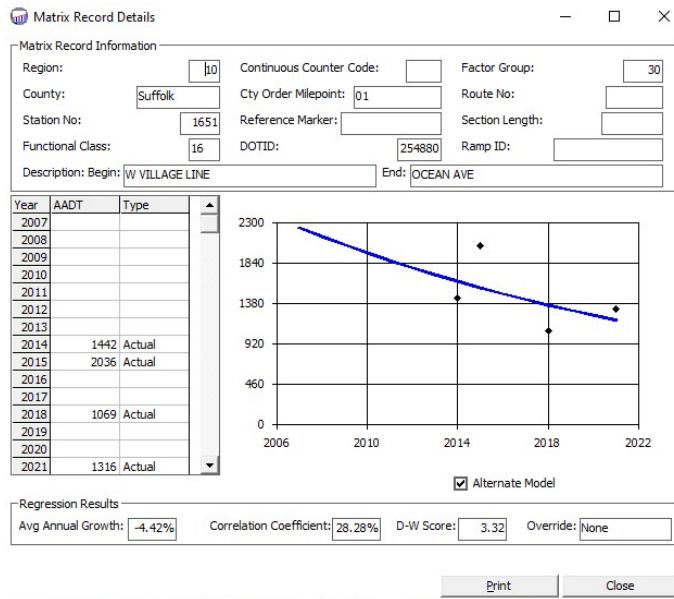 Matrix Record Details
Matrix Record Information
Region: 10 Continuous Counter Code: Factor Group: 30
County: Suffolk Cty Order Milepoint: 01 Route No:
Station No: 1651 Reference Marker: Section Length:
Functional Class: 16 DOTID: 254880 Ramp ID:
Description: Begin: W VILLAGE LINE End: OCEAN AVE
Year AADT Type
2007
2008
2009
2010
2011
2012
2013
2014 1442 Actual
2015 2036 Actual
2016
2017
2018 1069 Actual
2019
2020
2021 1316 Actual
2300
1840
1380
920
460
0
2006 2010 2014 2018 2022
Alternate Model
Regression Results
Avg Annual Growth: -4.42% Correlation Coefficient: 28.28% D-W Score: 3.32 Override: None
Print Close